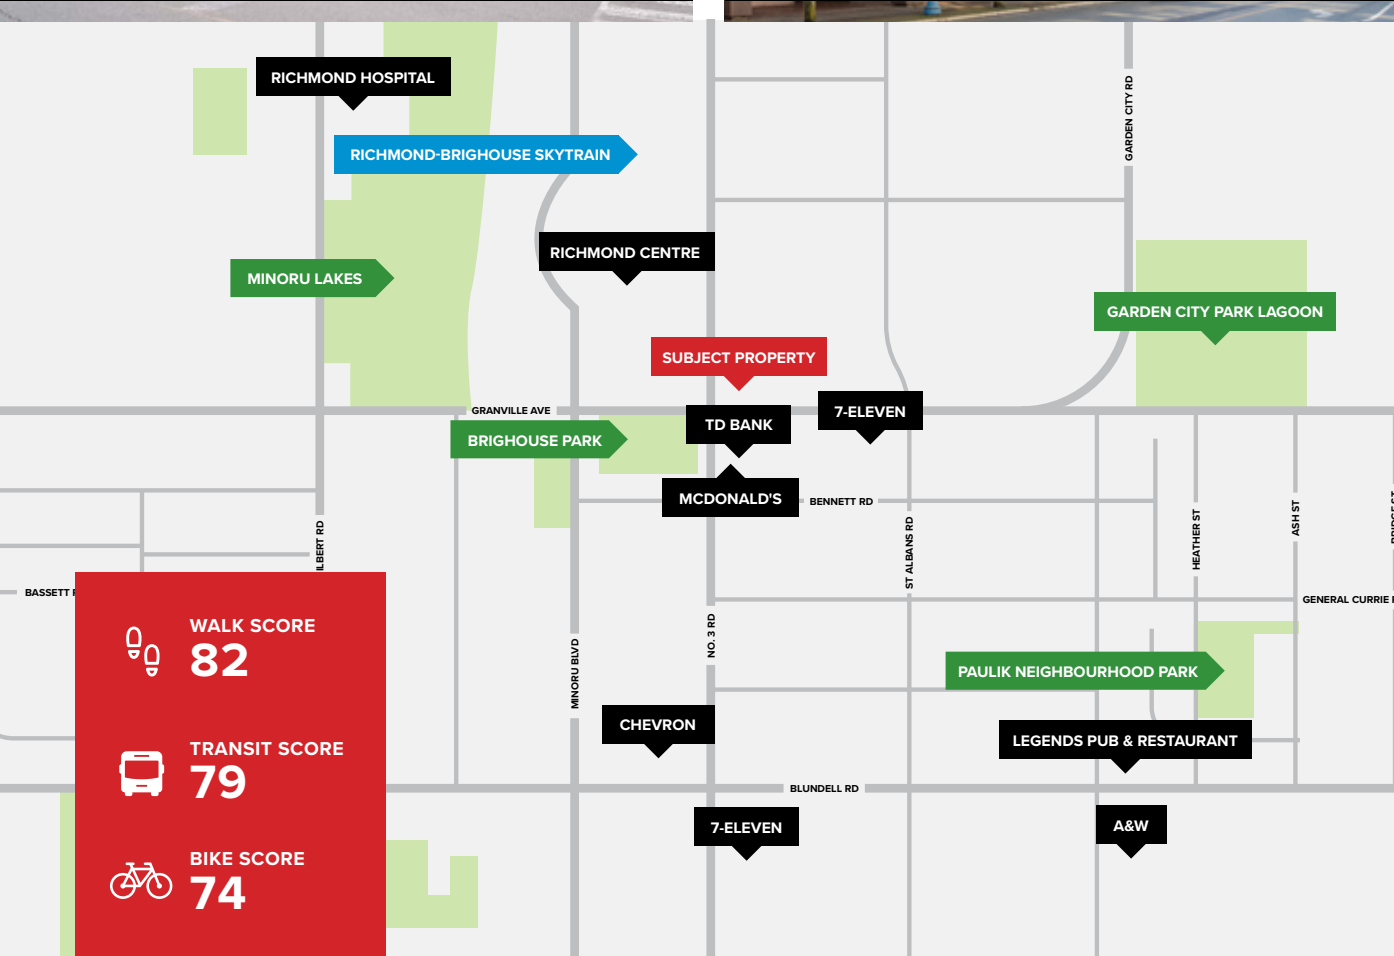 RICHMOND HOSPITAL
GARDEN CITY RD
RICHMOND-BRIGHOUSE SKYTRAIN
RICHMOND CENTRE
MINORU LAKES
GARDEN CITY PARK LAGOON
SUBJECT PROPERTY
GRANVILLE AVE
7-ELEVEN
TD BANK
BRIGHOUSE PARK
MCDONALD'S
BENNETT RD
ILBERT RD
ST ALBANS RD
HEATHER ST
ASH ST
BASSETT
GENERAL CURRIE
NO. 3 RD
MINORU BLVD
WALK SCORE
82
PAULIK NEIGHBOURHOOD PARK
CHEVRON
LEGENDS PUB & RESTAURANT
TRANSIT SCORE
79
BLUNDELL RD
7-ELEVEN
A&W
BIKE SCORE
74